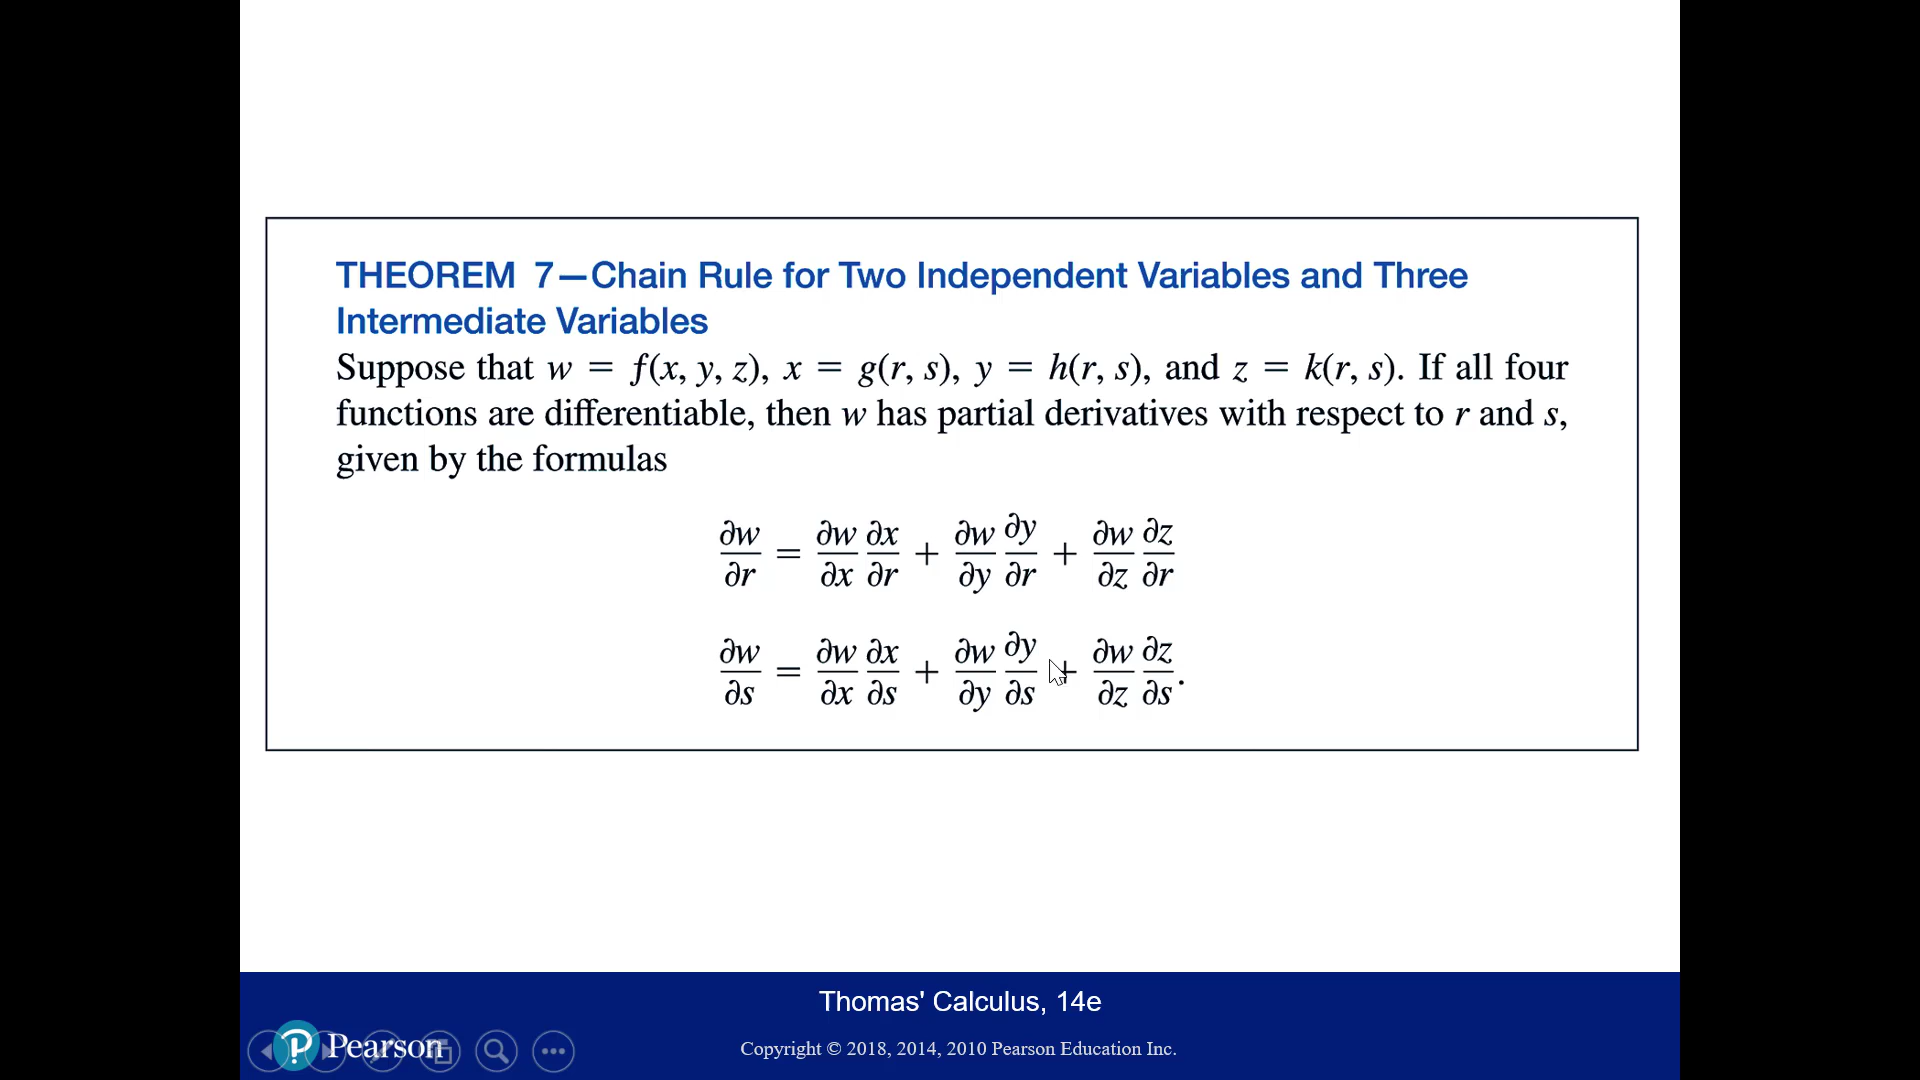 THEOREM 7—Chain Rule for Two Independent Variables and Three
Intermediate Variables
Suppose that w = f(x, y, z), x = g(r, s), y = h(r, s), and z = k(r, s). If all four
functions are differentiable, then w has partial derivatives with respect to r and s,
given by the formulas
∂w/∂r = ∂w/∂x ∂x/∂r + ∂w/∂y ∂y/∂r + ∂w/∂z ∂z/∂r
∂w/∂s = ∂w/∂x ∂x/∂s + ∂w/∂y ∂y/∂s + ∂w/∂z ∂z/∂s.
Thomas' Calculus, 14e
Pearson
Copyright © 2018, 2014, 2010 Pearson Education Inc.